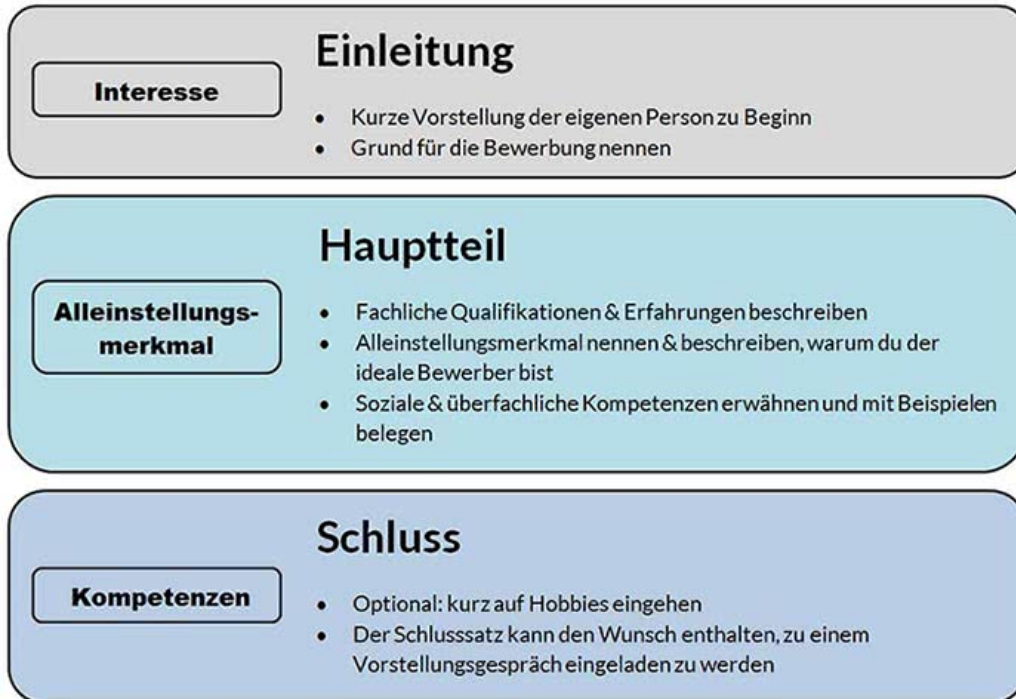 Einleitung
Interesse
• Kurze Vorstellung der eigenen Person zu Beginn
• Grund für die Bewerbung nennen
Hauptteil
Alleinstellungs-
merkmal
• Fachliche Qualifikationen & Erfahrungen beschreiben
• Alleinstellungsmerkmal nennen & beschreiben, warum du der
ideale Bewerber bist
• Soziale & überfachliche Kompetenzen erwähnen und mit Beispielen
belegen
Schluss
Kompetenzen
• Optional: kurz auf Hobbies eingehen
• Der Schlusssatz kann den Wunsch enthalten, zu einem
Vorstellungsgespräch eingeladen zu werden